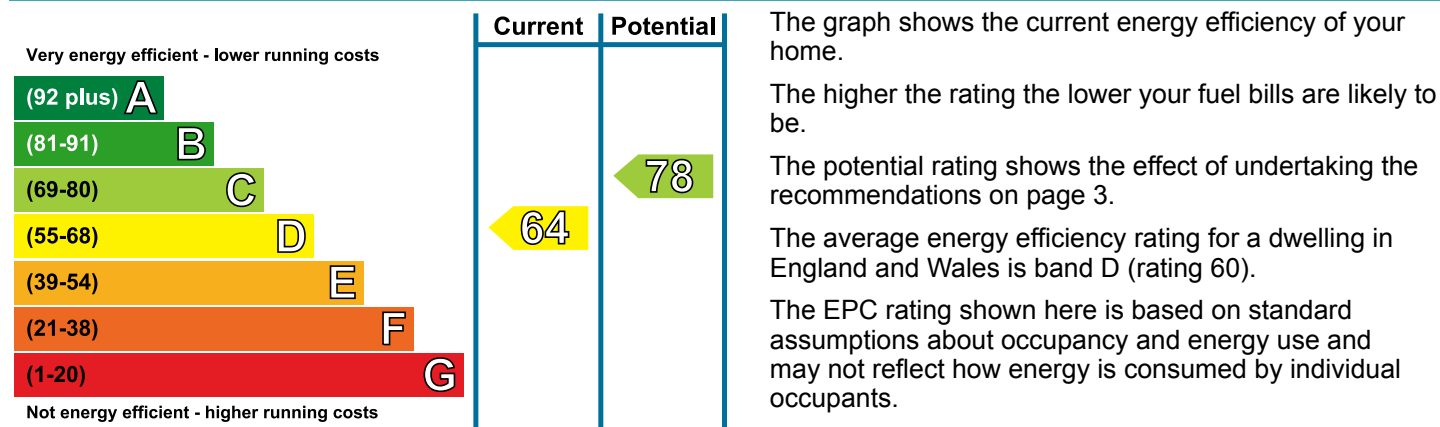 Current Potential
Very energy efficient - lower running costs
(92 plus) A
(81-91) B
(69-80) C
78
(55-68) D
64
(39-54) E
(21-38) F
(1-20) G
Not energy efficient - higher running costs
The graph shows the current energy efficiency of your
home.
The higher the rating the lower your fuel bills are likely to
be.
The potential rating shows the effect of undertaking the
recommendations on page 3.
The average energy efficiency rating for a dwelling in
England and Wales is band D (rating 60).
The EPC rating shown here is based on standard
assumptions about occupancy and energy use and
may not reflect how energy is consumed by individual
occupants.